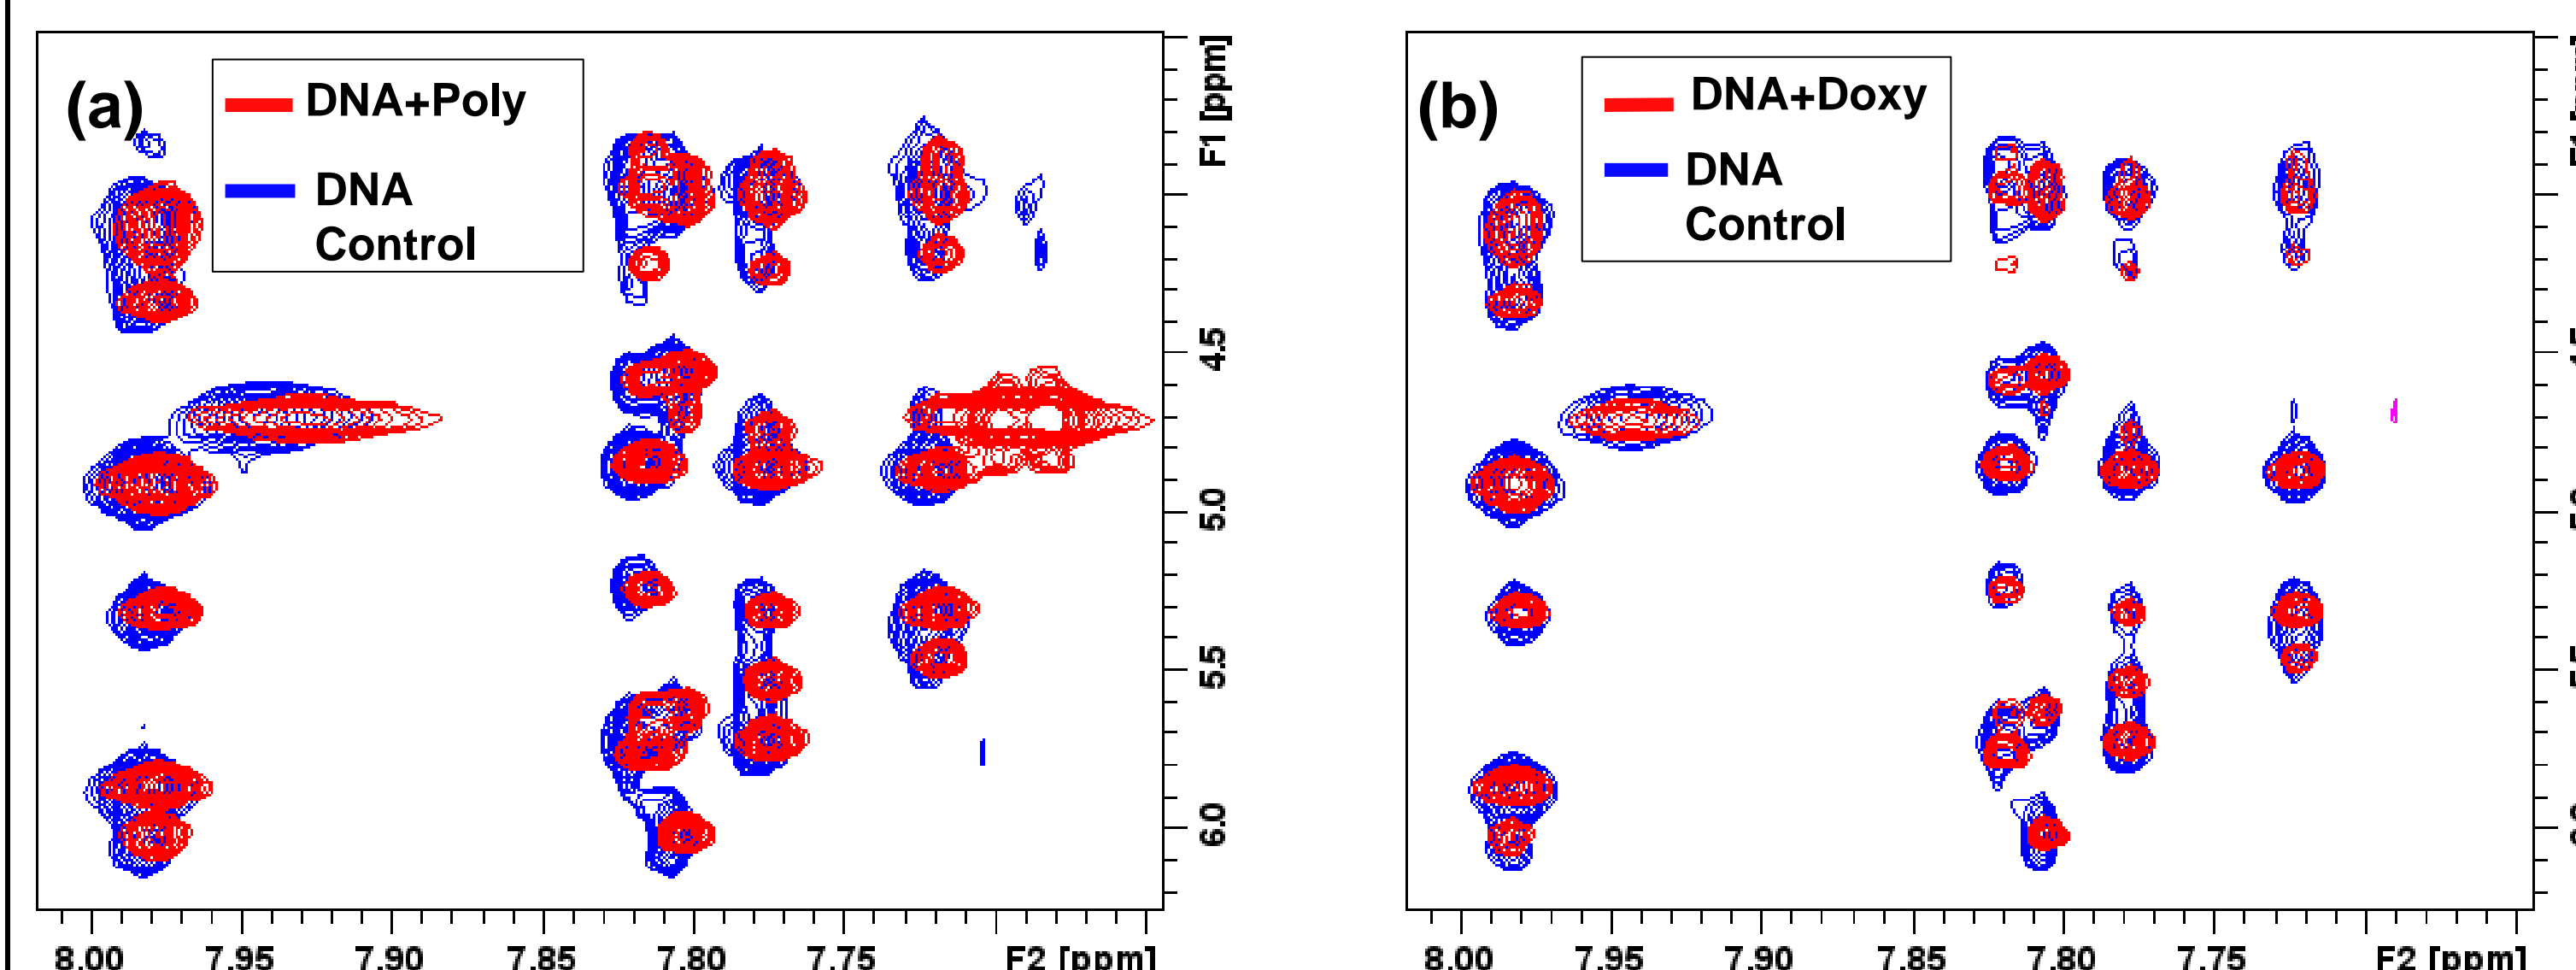 (a)
DNA+Poly
DNA
Control
F1 [ppm]
4.5
5.0
5.5
6.0
8.00 7.95 7.90 7.85 7.80 7.75 F2 [ppm]
(b)
DNA+Doxy
DNA
Control
8.00 7.95 7.90 7.85 7.80 7.75 F2 [ppm]